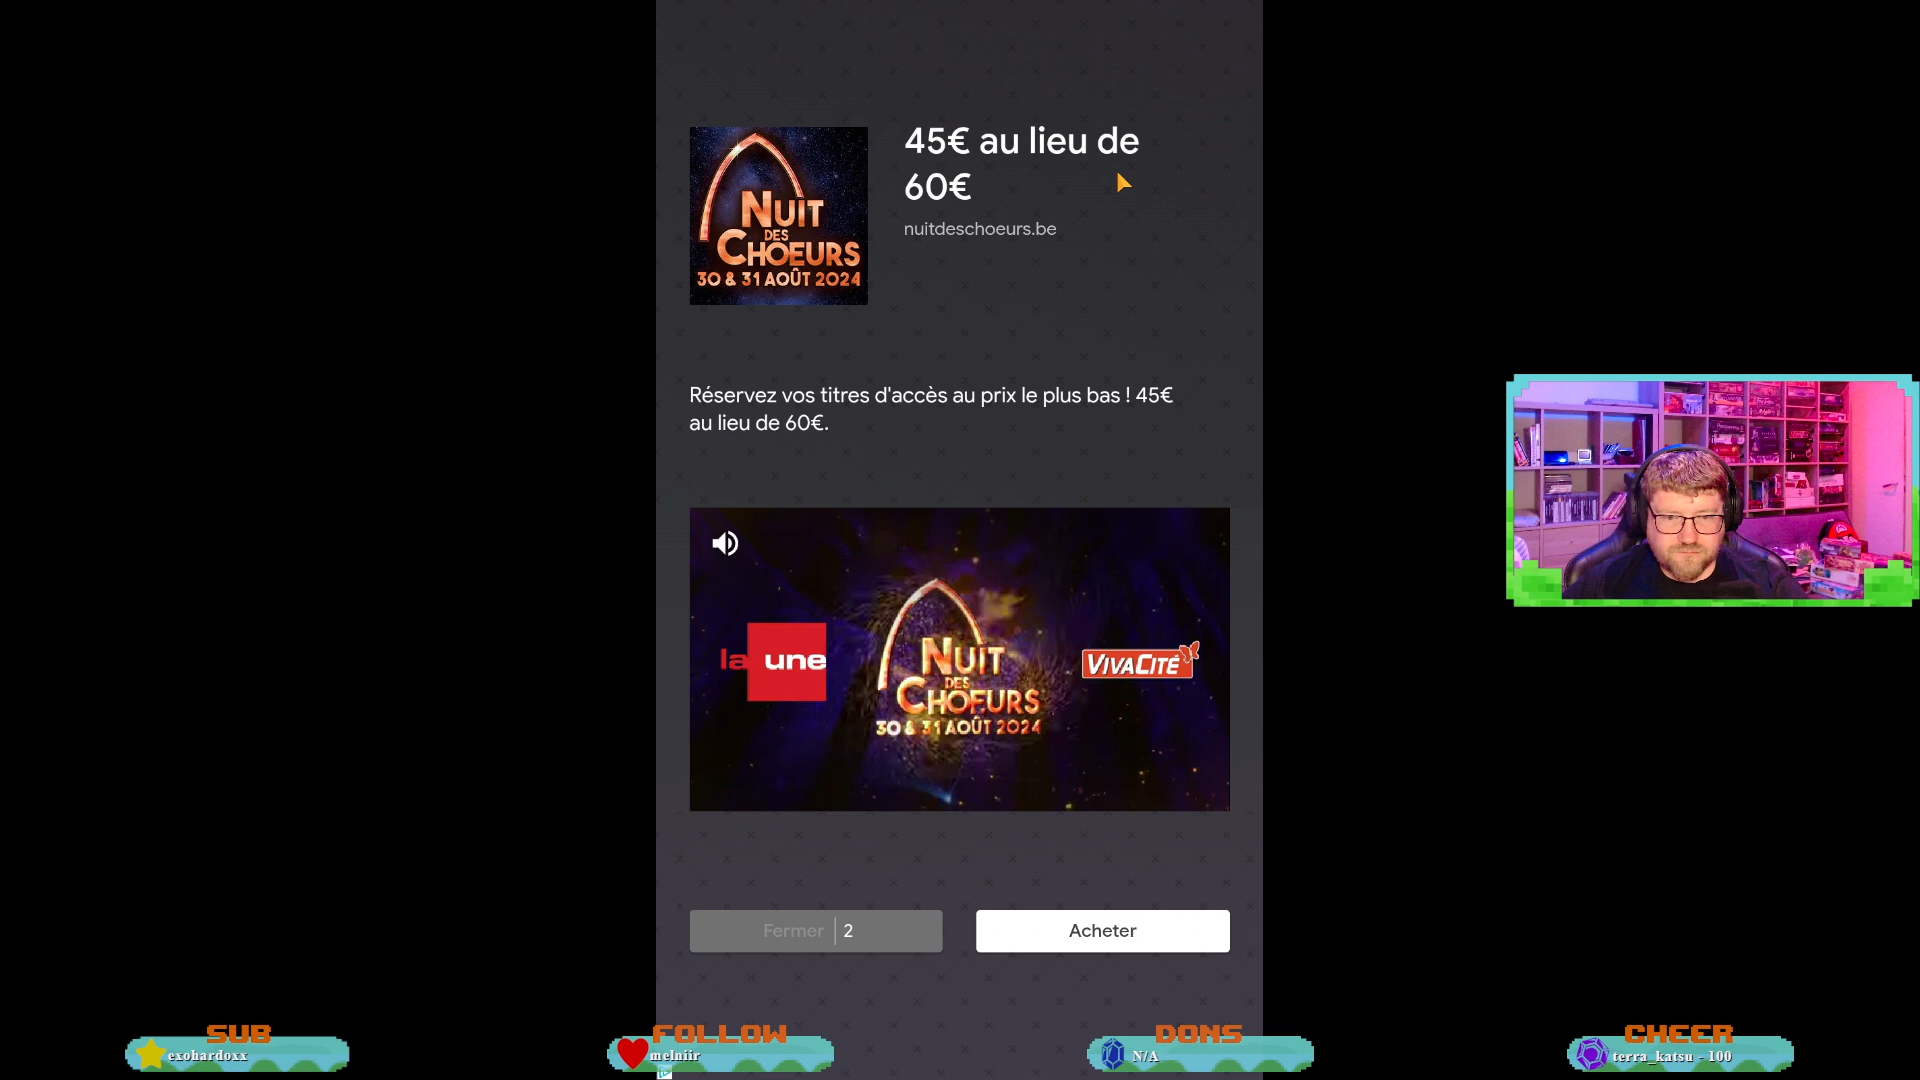 45€ au lieu de
60€
nuitdeschoeurs.be
NUIT
DES
CHOEURS
30 & 31 AOÛT 2024
Réservez vos titres d'accès au prix le plus bas ! 45€
au lieu de 60€.
la une
NUIT
DES
CHOEURS
30 & 31 AOÛT 2024
VIVACITÉ
Fermer 2
Acheter
SUB
exohardoxx
FOLLOW
melniir
DONS
N/A
CHEER
terra_katsu - 100